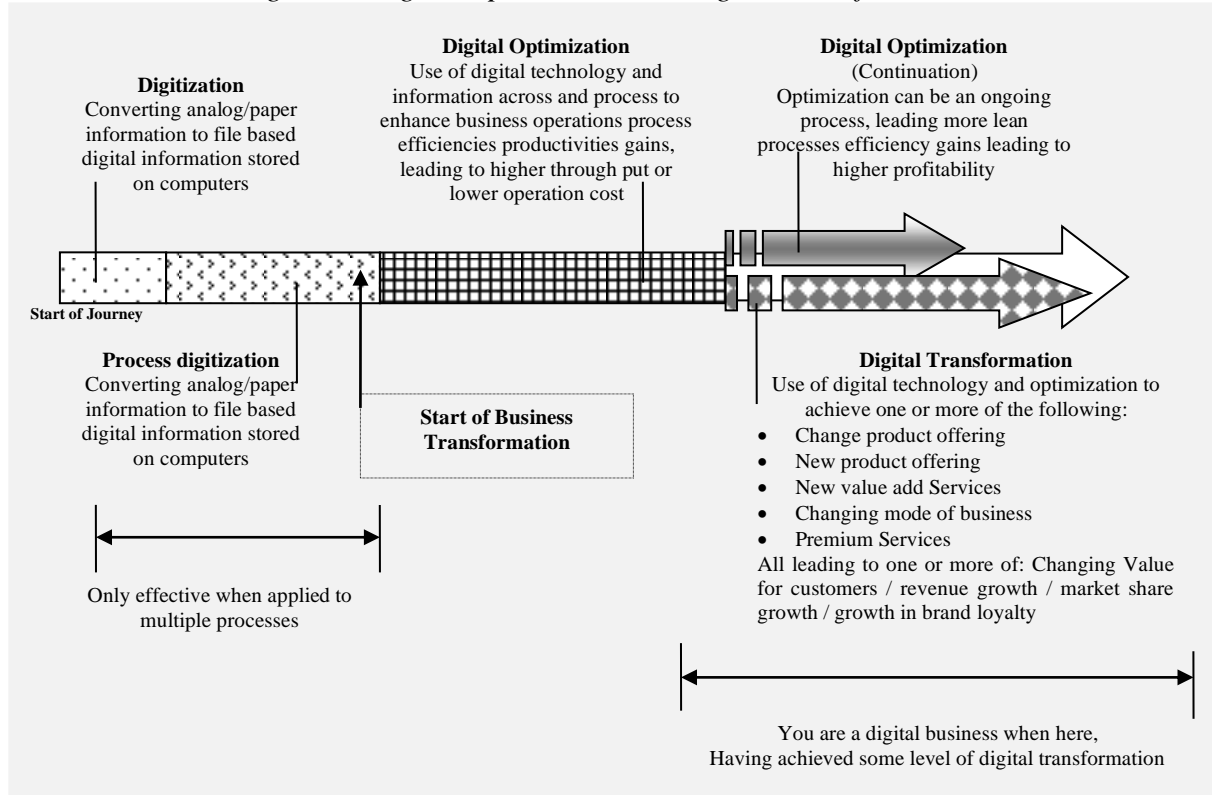 Digitization
Converting analog/paper
information to file based
digital information stored
on computers
Digital Optimization
Use of digital technology and
information across and process to
enhance business operations process
efficiencies productivities gains,
leading to higher through put or
lower operation cost
Digital Optimization
(Continuation)
Optimization can be an ongoing
process, leading more lean
processes efficiency gains leading to
higher profitability
Start of Journey
Process digitization
Converting analog/paper
information to file based
digital information stored
on computers
Start of Business
Transformation
Digital Transformation
Use of digital technology and optimization to
achieve one or more of the following:
• Change product offering
• New product offering
• New value add Services
• Changing mode of business
• Premium Services
All leading to one or more of: Changing Value
for customers / revenue growth / market share
growth / growth in brand loyalty
Only effective when applied to
multiple processes
You are a digital business when here,
Having achieved some level of digital transformation